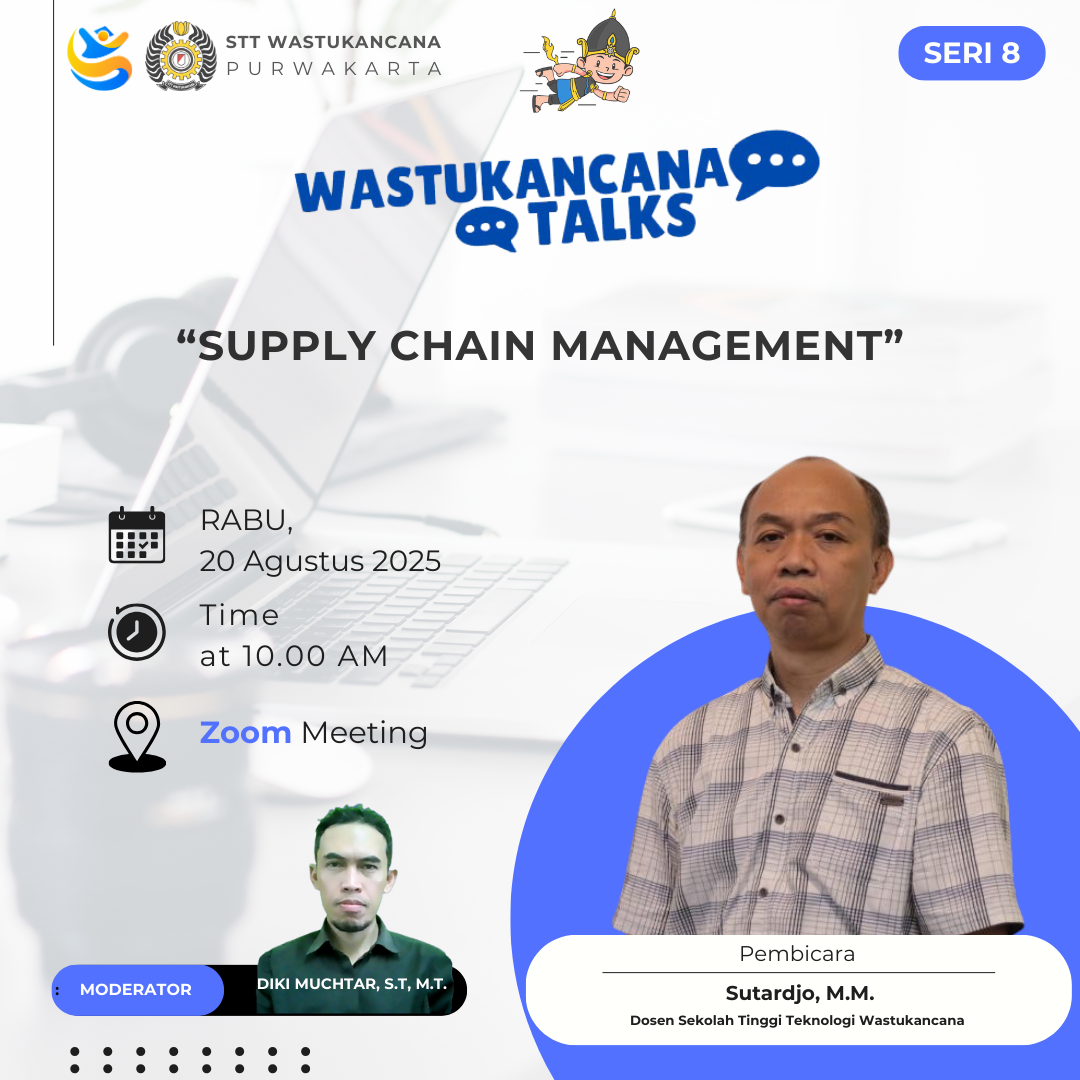 STT WASTUKANCANA
PURWAKARTA
SERI 8
WASTUKANCANA
TALKS
“SUPPLY CHAIN MANAGEMENT”
RABU,
20 Agustus 2025
Time
at 10.00 AM
Zoom Meeting
: MODERATOR
DIKI MUCHTAR, S.T, M.T.
Pembicara
Sutardjo, M.M.
Dosen Sekolah Tinggi Teknologi Wastukancana